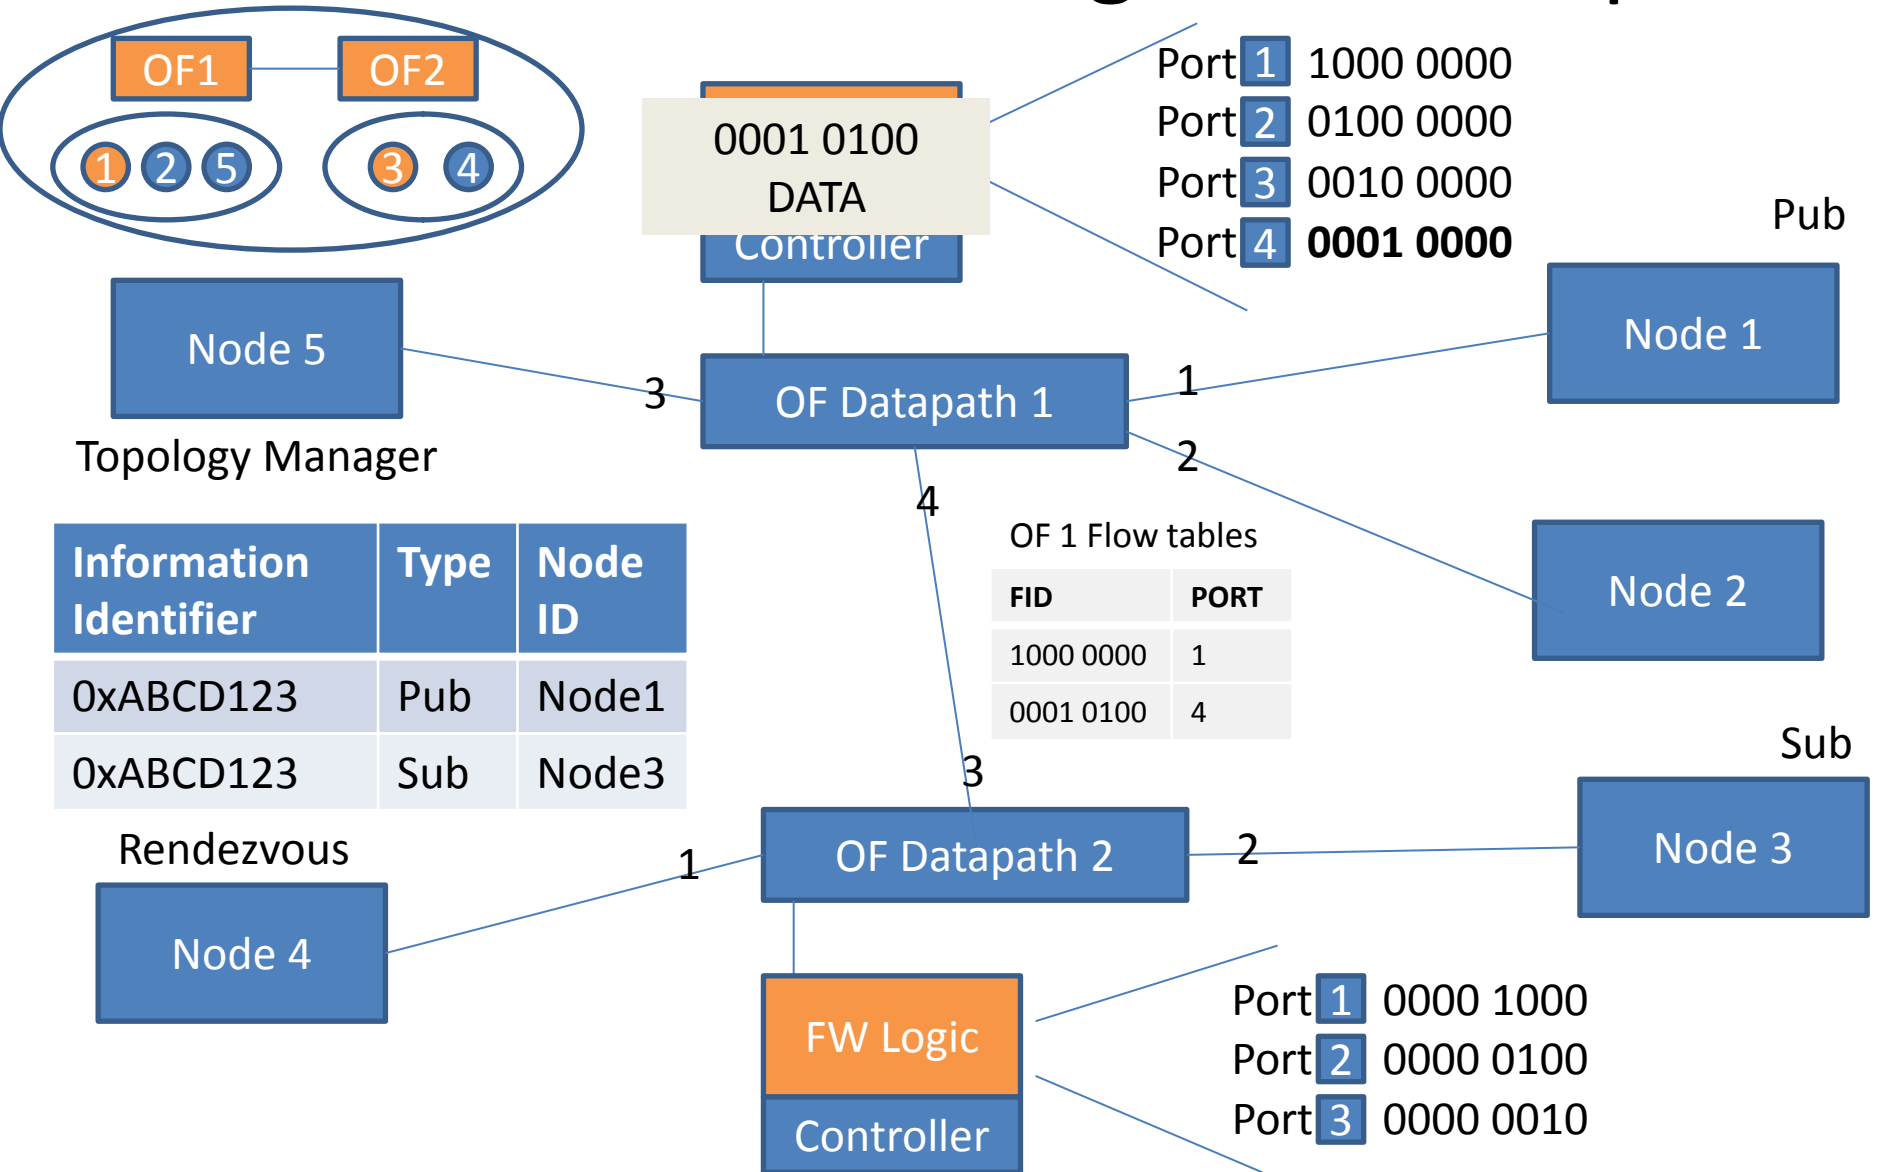 OF1
OF2
1
2
5
3
4
0001 0100
DATA
Controller
Port 1 1000 0000
Port 2 0100 0000
Port 3 0010 0000
Port 4 0001 0000
Pub
Node 1
Node 5
Topology Manager
3
OF Datapath 1
1
2
4
Node 2
OF 1 Flow tables
FID PORT
1000 0000 1
0001 0100 4
Information Type Node
Identifier ID
0xABCD123 Pub Node1
0xABCD123 Sub Node3
Rendezvous
Node 4
1
3
OF Datapath 2
2
Sub
Node 3
FW Logic
Controller
Port 1 0000 1000
Port 2 0000 0100
Port 3 0000 0010